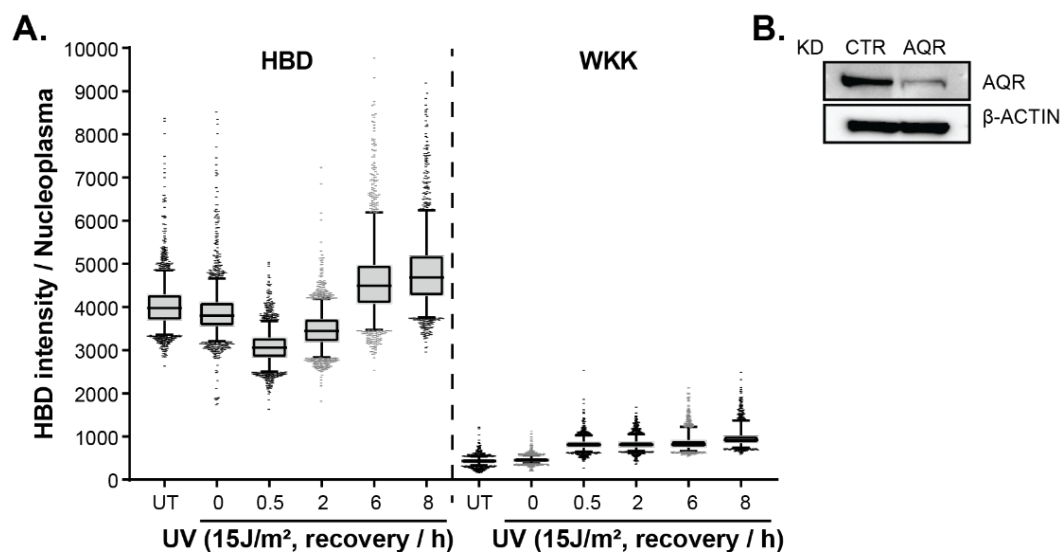 A.
HBD intensity / Nucleoplasma
10000
9000
8000
7000
6000
5000
4000
3000
2000
1000
0
HBD
WKK
UT 0 0.5 2 6 8 UT 0 0.5 2 6 8
UV (15J/m², recovery / h) UV (15J/m², recovery / h)
B.
KD CTR AQR
AQR
β-ACTIN